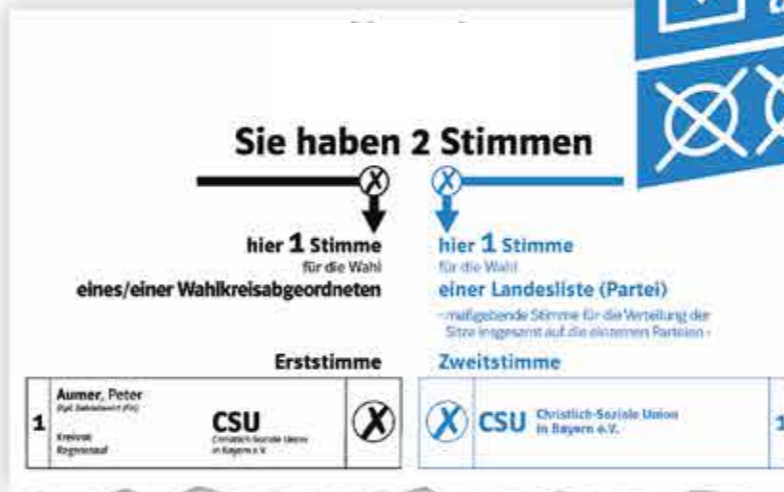 Sie haben 2 Stimmen
hier 1 Stimme
für die Wahl
eines/einer Wahlkreisabgeordneten
hier 1 Stimme
für die Wahl
einer Landesliste (Partei)
- maßgebende Stimme für die Verteilung der
Sitze insgesamt auf die einzelnen Parteien -
Erststimme
Zweitstimme
1
Aumer, Peter
Kreisrat
Regenstauf
CSU
Christlich-Soziale Union
in Bayern e.V.
CSU
Christlich-Soziale Union
in Bayern e.V.
1